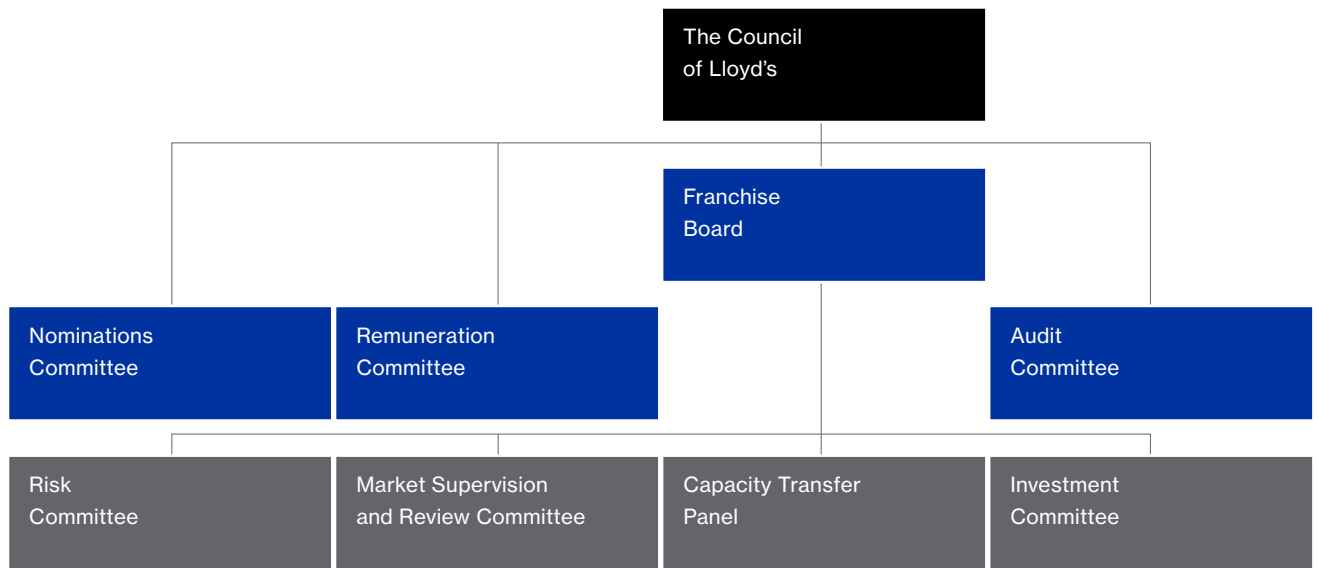 The Council
of Lloyd’s
Franchise
Board
Nominations
Committee
Remuneration
Committee
Audit
Committee
Risk
Committee
Market Supervision
and Review Committee
Capacity Transfer
Panel
Investment
Committee